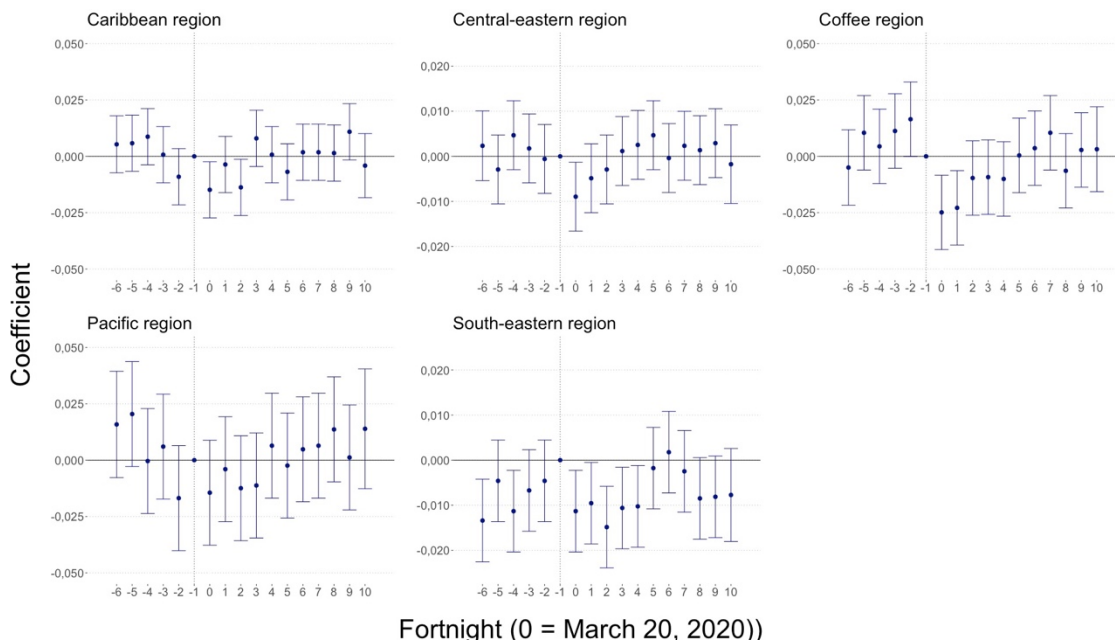 Caribbean region
0,050
0,025
0,000
-0,025
-0,050
-6 -5 -4 -3 -2 -1 0 1 2 3 4 5 6 7 8 9 10
Central-eastern region
0,020
0,010
0,000
-0,010
-0,020
-6 -5 -4 -3 -2 -1 0 1 2 3 4 5 6 7 8 9 10
Coffee region
0,050
0,025
0,000
-0,025
-0,050
-6 -5 -4 -3 -2 -1 0 1 2 3 4 5 6 7 8 9 10
Coefficient
Pacific region
0,050
0,025
0,000
-0,025
-0,050
-6 -5 -4 -3 -2 -1 0 1 2 3 4 5 6 7 8 9 10
South-eastern region
0,020
0,010
0,000
-0,010
-0,020
-6 -5 -4 -3 -2 -1 0 1 2 3 4 5 6 7 8 9 10
Fortnight (0 = March 20, 2020))